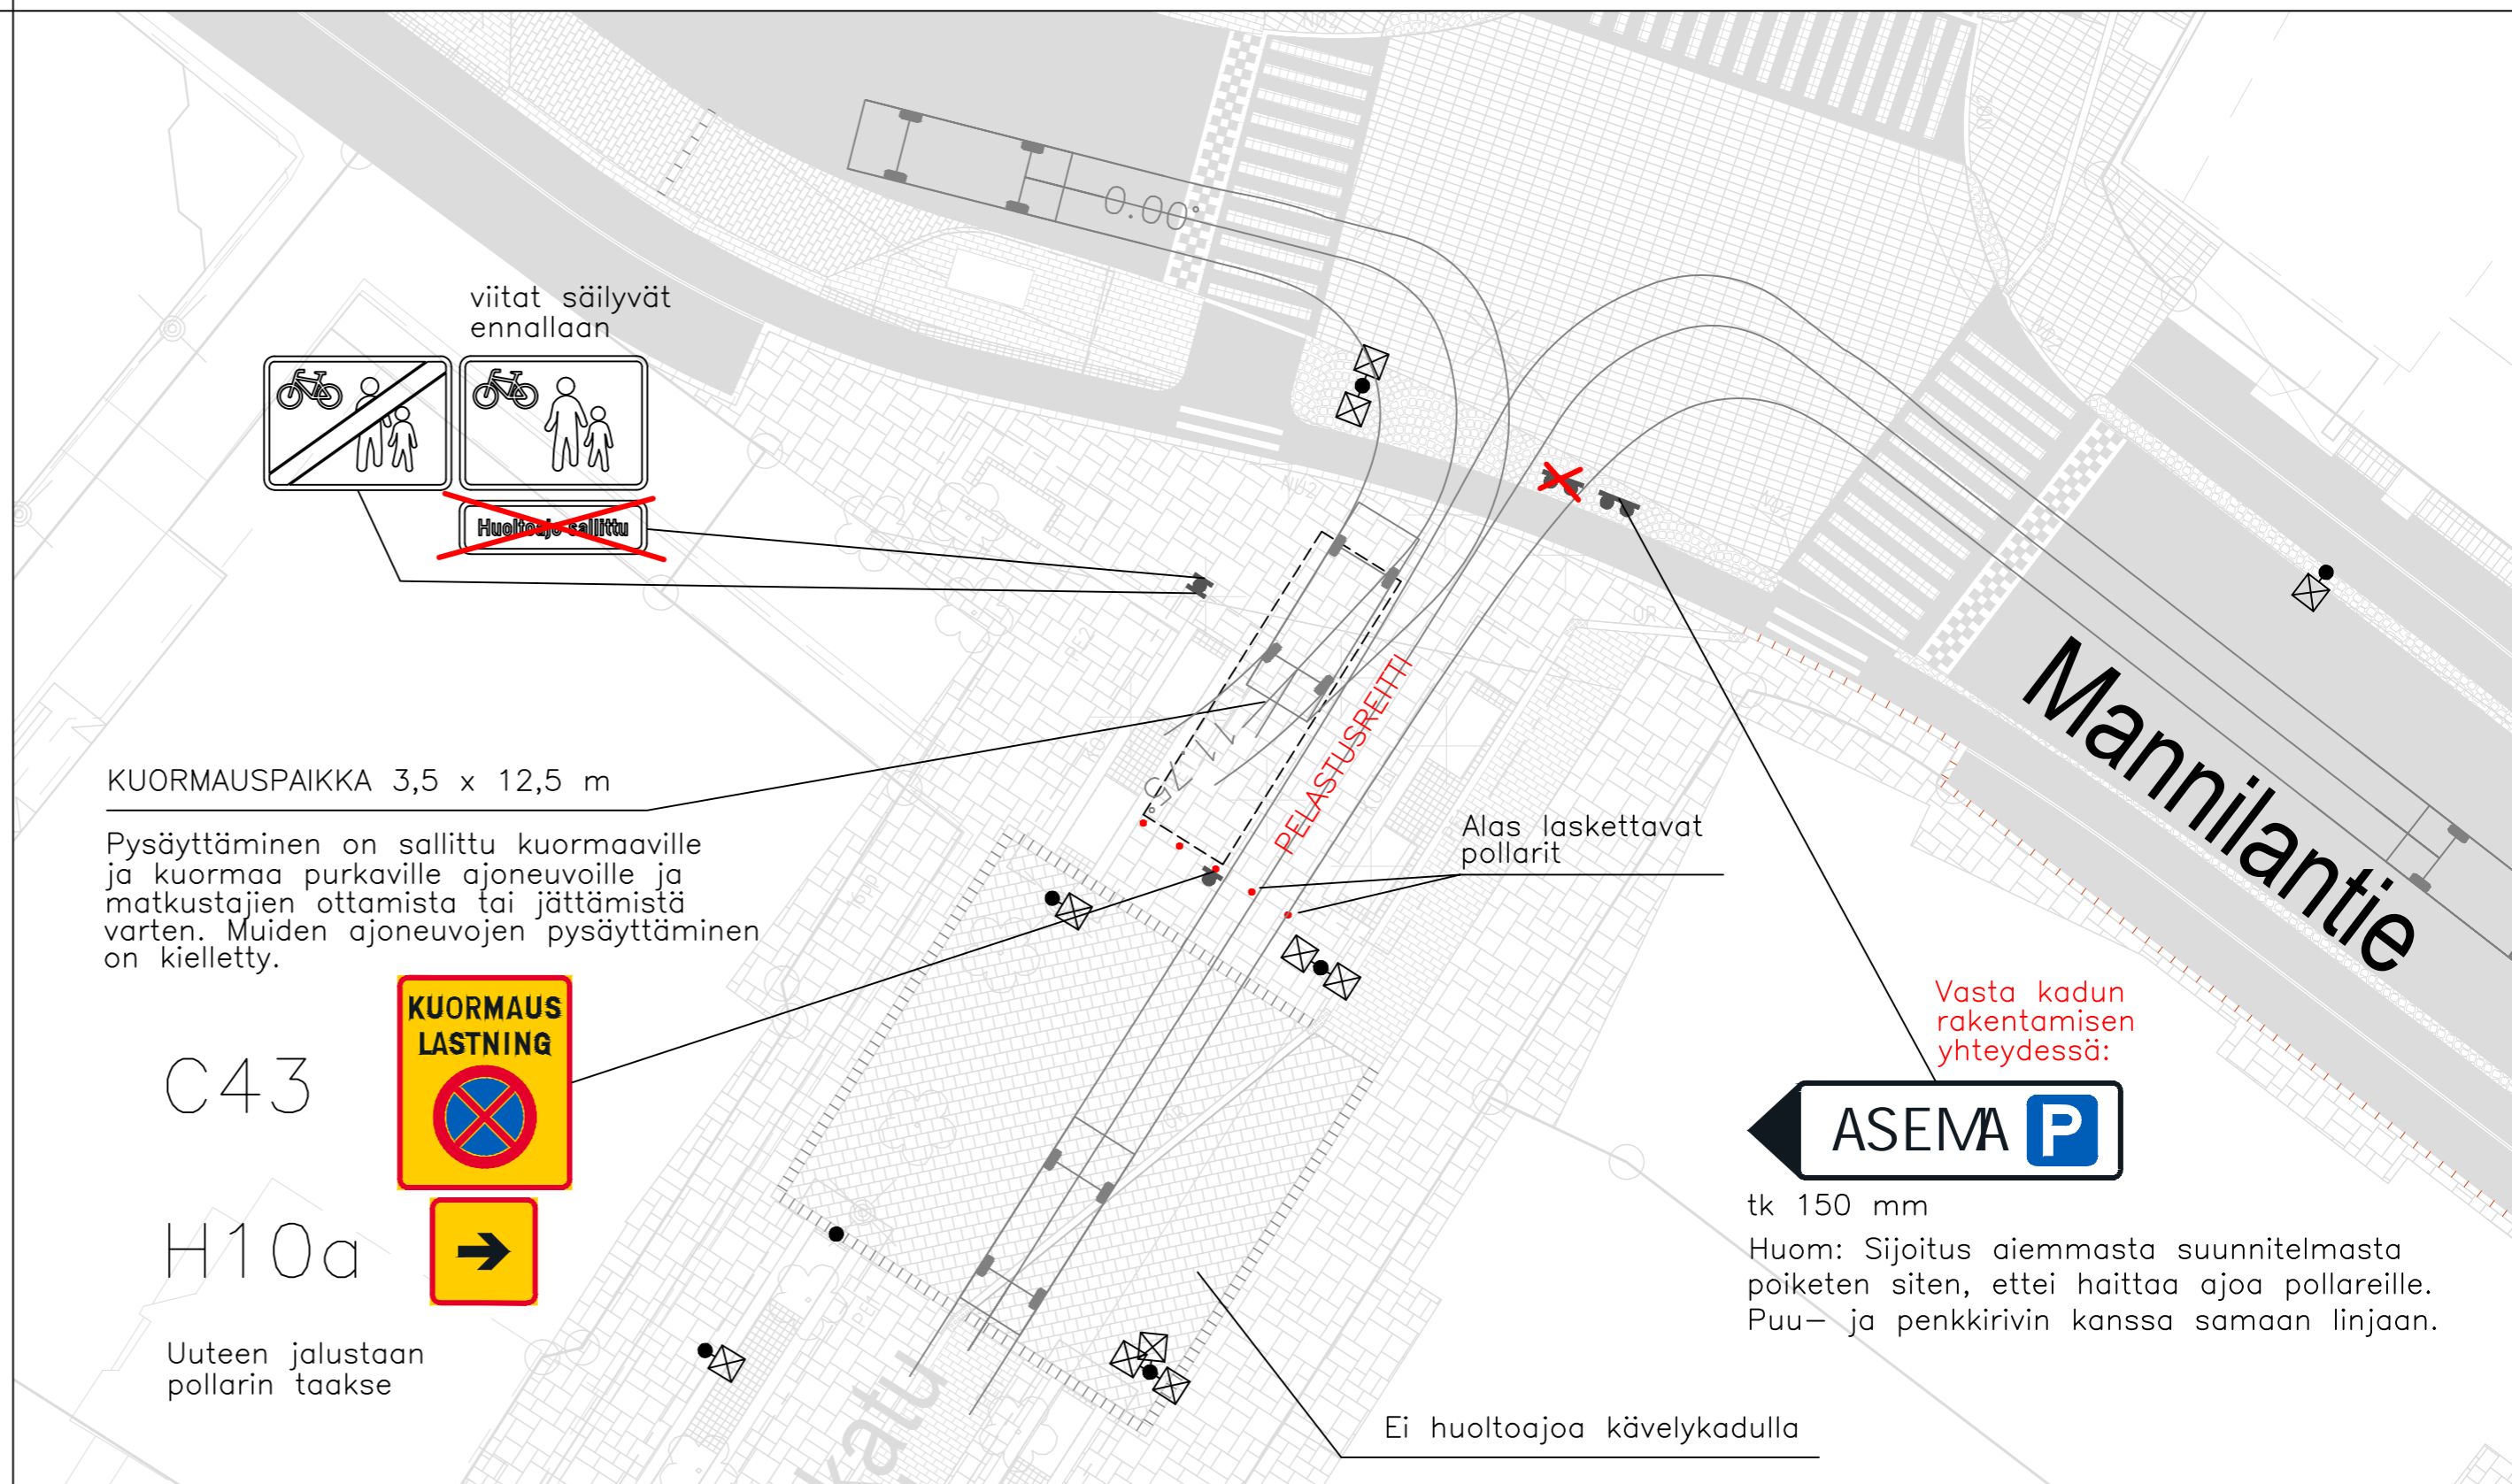 0.00°
viitat säilyvät
ennallaan
Huoltoajo sallittu
KUORMAUSPAIKKA 3,5 x 12,5 m
Pysäyttäminen on sallittu kuormaaville
ja kuormaa purkaville ajoneuvoille ja
matkustajien ottamista tai jättämistä
varten. Muiden ajoneuvojen pysäyttäminen
on kielletty.
PELASTUSREITTI
Alas laskettavat
pollarit
Mannilantie
C43
KUORMAUS
LASTNING
H10a
Uuteen jalustaan
pollarin taakse
Vasta kadun
rakentamisen
yhteydessä:
ASEMA P
tk 150 mm
Huom: Sijoitus aiemmasta suunnitelmasta
poiketen siten, ettei haittaa ajoa pollareille.
Puu– ja penkkirivin kanssa samaan linjaan.
Ei huoltoajoa kävelykadulla
katu